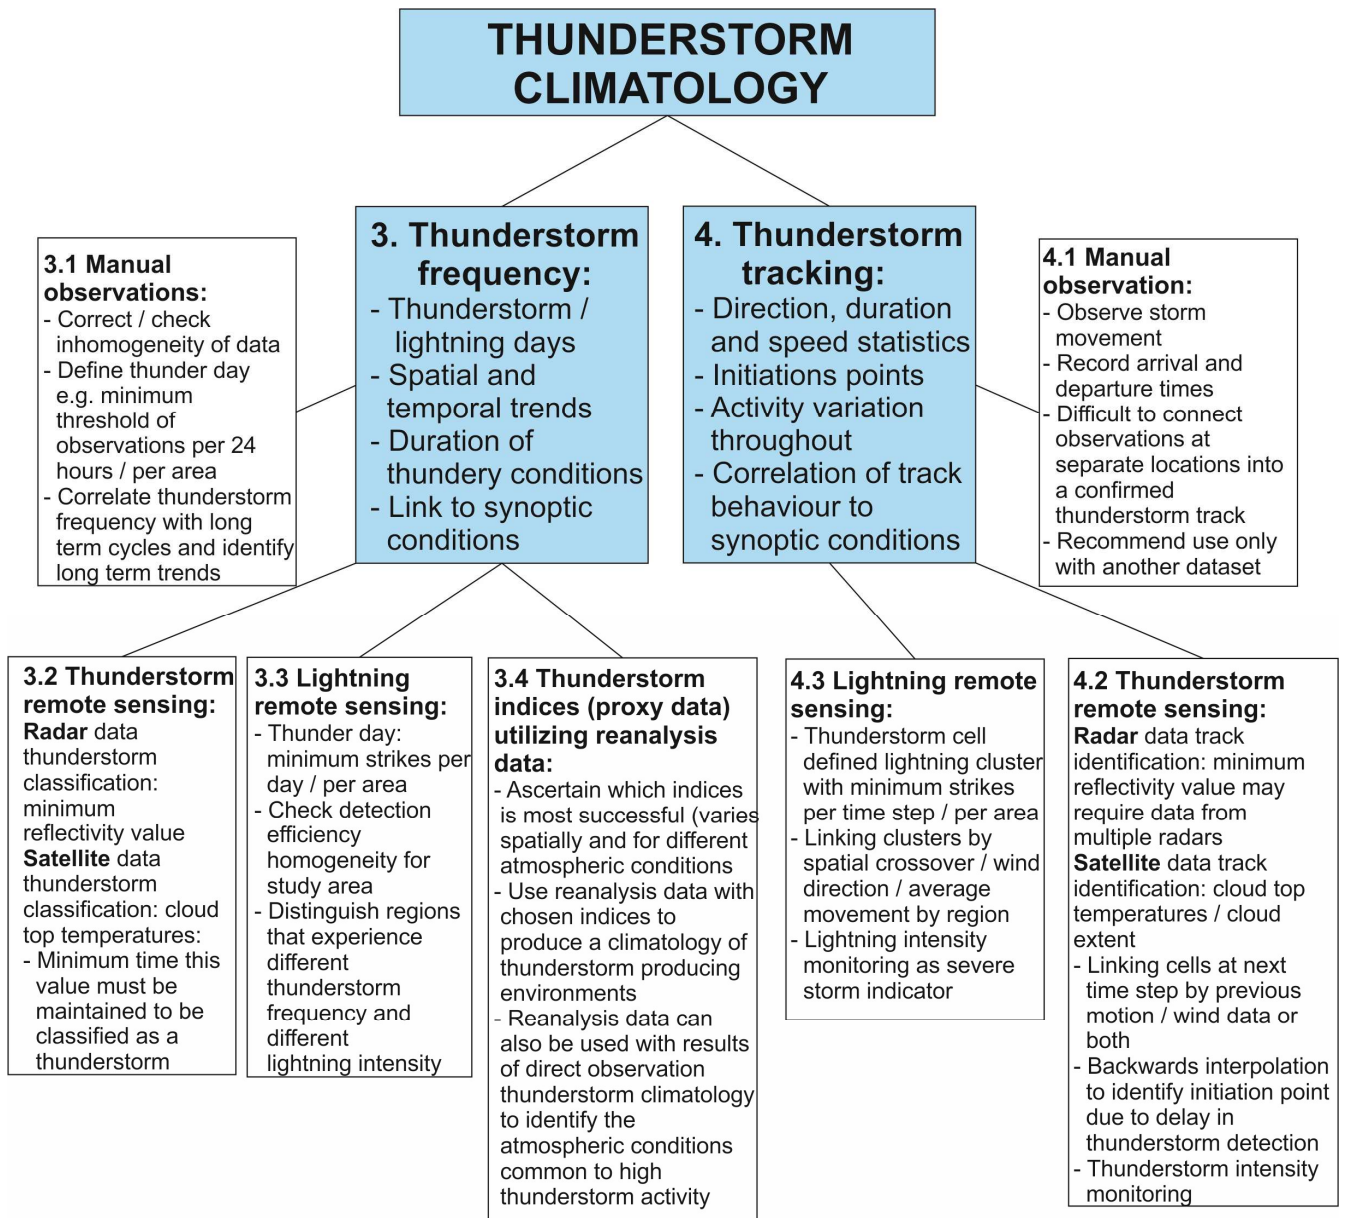 THUNDERSTORM
CLIMATOLOGY
3. Thunderstorm
frequency:
- Thunderstorm /
lightning days
- Spatial and
temporal trends
- Duration of
thundery conditions
- Link to synoptic
conditions
4. Thunderstorm
tracking:
- Direction, duration
and speed statistics
- Initiations points
- Activity variation
throughout
- Correlation of track
behaviour to
synoptic conditions
3.1 Manual
observations:
- Correct / check
inhomogeneity of data
- Define thunder day
e.g. minimum
threshold of
observations per 24
hours / per area
- Correlate thunderstorm
frequency with long
term cycles and identify
long term trends
4.1 Manual
observation:
- Observe storm
movement
- Record arrival and
departure times
- Difficult to connect
observations at
separate locations into
a confirmed
thunderstorm track
- Recommend use only
with another dataset
3.2 Thunderstorm
remote sensing:
Radar data
thunderstorm
classification:
minimum
reflectivity value
Satellite data
thunderstorm
classification: cloud
top temperatures:
- Minimum time this
value must be
maintained to be
classified as a
thunderstorm
3.3 Lightning
remote sensing:
- Thunder day:
minimum strikes per
day / per area
- Check detection
efficiency
homogeneity for
study area
- Distinguish regions
that experience
different
thunderstorm
frequency and
different
lightning intensity
3.4 Thunderstorm
indices (proxy data)
utilizing reanalysis
data:
- Ascertain which indices
is most successful (varies
spatially and for different
atmospheric conditions
- Use reanalysis data with
chosen indices to
produce a climatology of
thunderstorm producing
environments
- Reanalysis data can
also be used with results
of direct observation
thunderstorm climatology
to identify the
atmospheric conditions
common to high
thunderstorm activity
4.3 Lightning remote
sensing:
- Thunderstorm cell
defined lightning cluster
with minimum strikes
per time step / per area
- Linking clusters by
spatial crossover / wind
direction / average
movement by region
- Lightning intensity
monitoring as severe
storm indicator
4.2 Thunderstorm
remote sensing:
Radar data track
identification: minimum
reflectivity value may
require data from
multiple radars
Satellite data track
identification: cloud top
temperatures / cloud
extent
- Linking cells at next
time step by previous
motion / wind data or
both
- Backwards interpolation
to identify initiation point
due to delay in
thunderstorm detection
- Thunderstorm intensity
monitoring